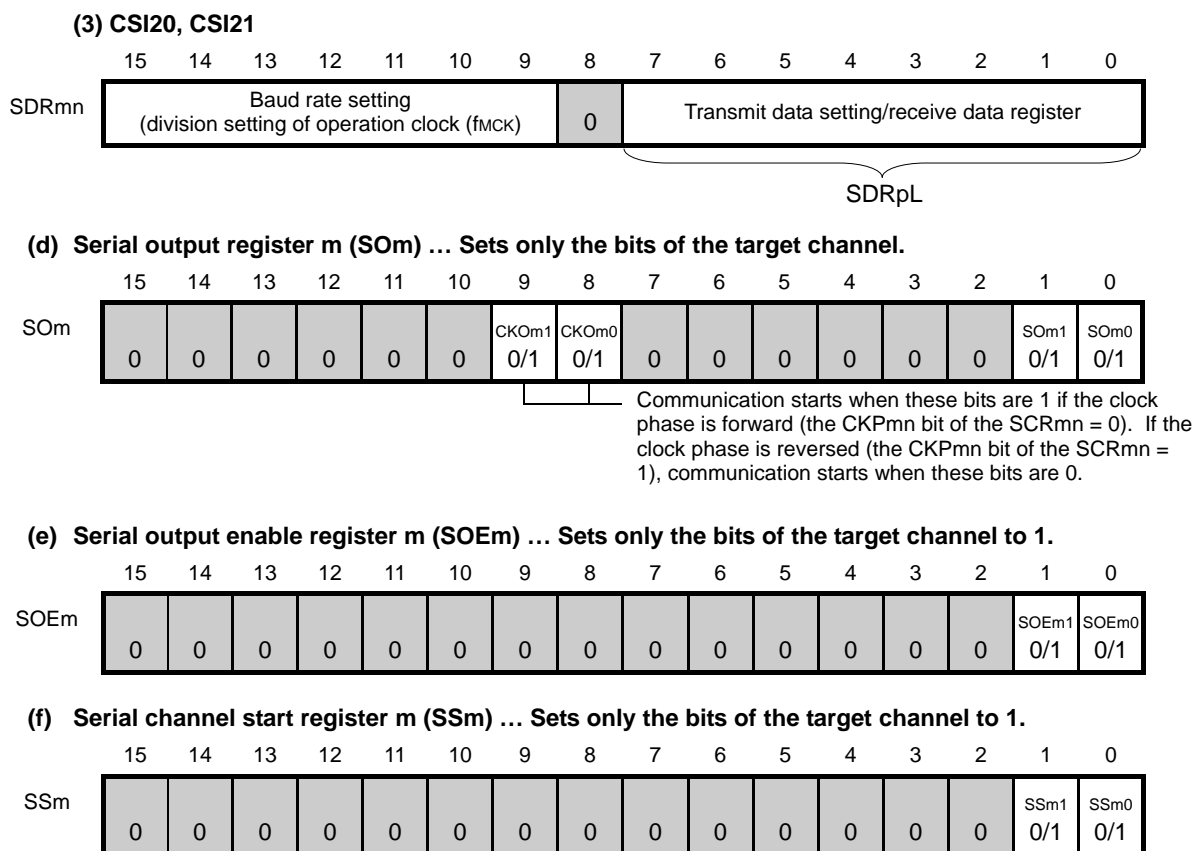 (3) CSI20, CSI21
15 14 13 12 11 10 9 8 7 6 5 4 3 2 1 0
SDRmn
Baud rate setting
(division setting of operation clock (fMCK)
0
Transmit data setting/receive data register
SDRpL
(d) Serial output register m (SOm) … Sets only the bits of the target channel.
15 14 13 12 11 10 9 8 7 6 5 4 3 2 1 0
SOm
CKOm1 CKOm0 SOm1 SOm0
0 0 0 0 0 0 0/1 0/1 0 0 0 0 0 0 0/1 0/1
Communication starts when these bits are 1 if the clock
phase is forward (the CKPmn bit of the SCRmn = 0). If the
clock phase is reversed (the CKPmn bit of the SCRmn =
1), communication starts when these bits are 0.
(e) Serial output enable register m (SOEm) … Sets only the bits of the target channel to 1.
15 14 13 12 11 10 9 8 7 6 5 4 3 2 1 0
SOEm
SOEm1 SOEm0
0 0 0 0 0 0 0 0 0 0 0 0 0 0 0/1 0/1
(f) Serial channel start register m (SSm) … Sets only the bits of the target channel to 1.
15 14 13 12 11 10 9 8 7 6 5 4 3 2 1 0
SSm
SSm1 SSm0
0 0 0 0 0 0 0 0 0 0 0 0 0 0 0/1 0/1